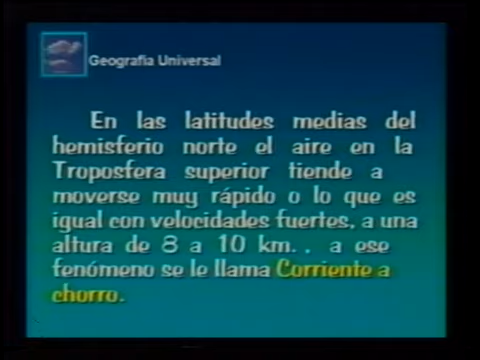 Geografía Universal
En las latitudes medias del
hemisferio norte el aire en la
Troposfera superior tiende a
moverse muy rápido o lo que es
igual con velocidades fuertes, a una
altura de 8 a 10 km. , a ese
fenómeno se le llama Corriente a
chorro.